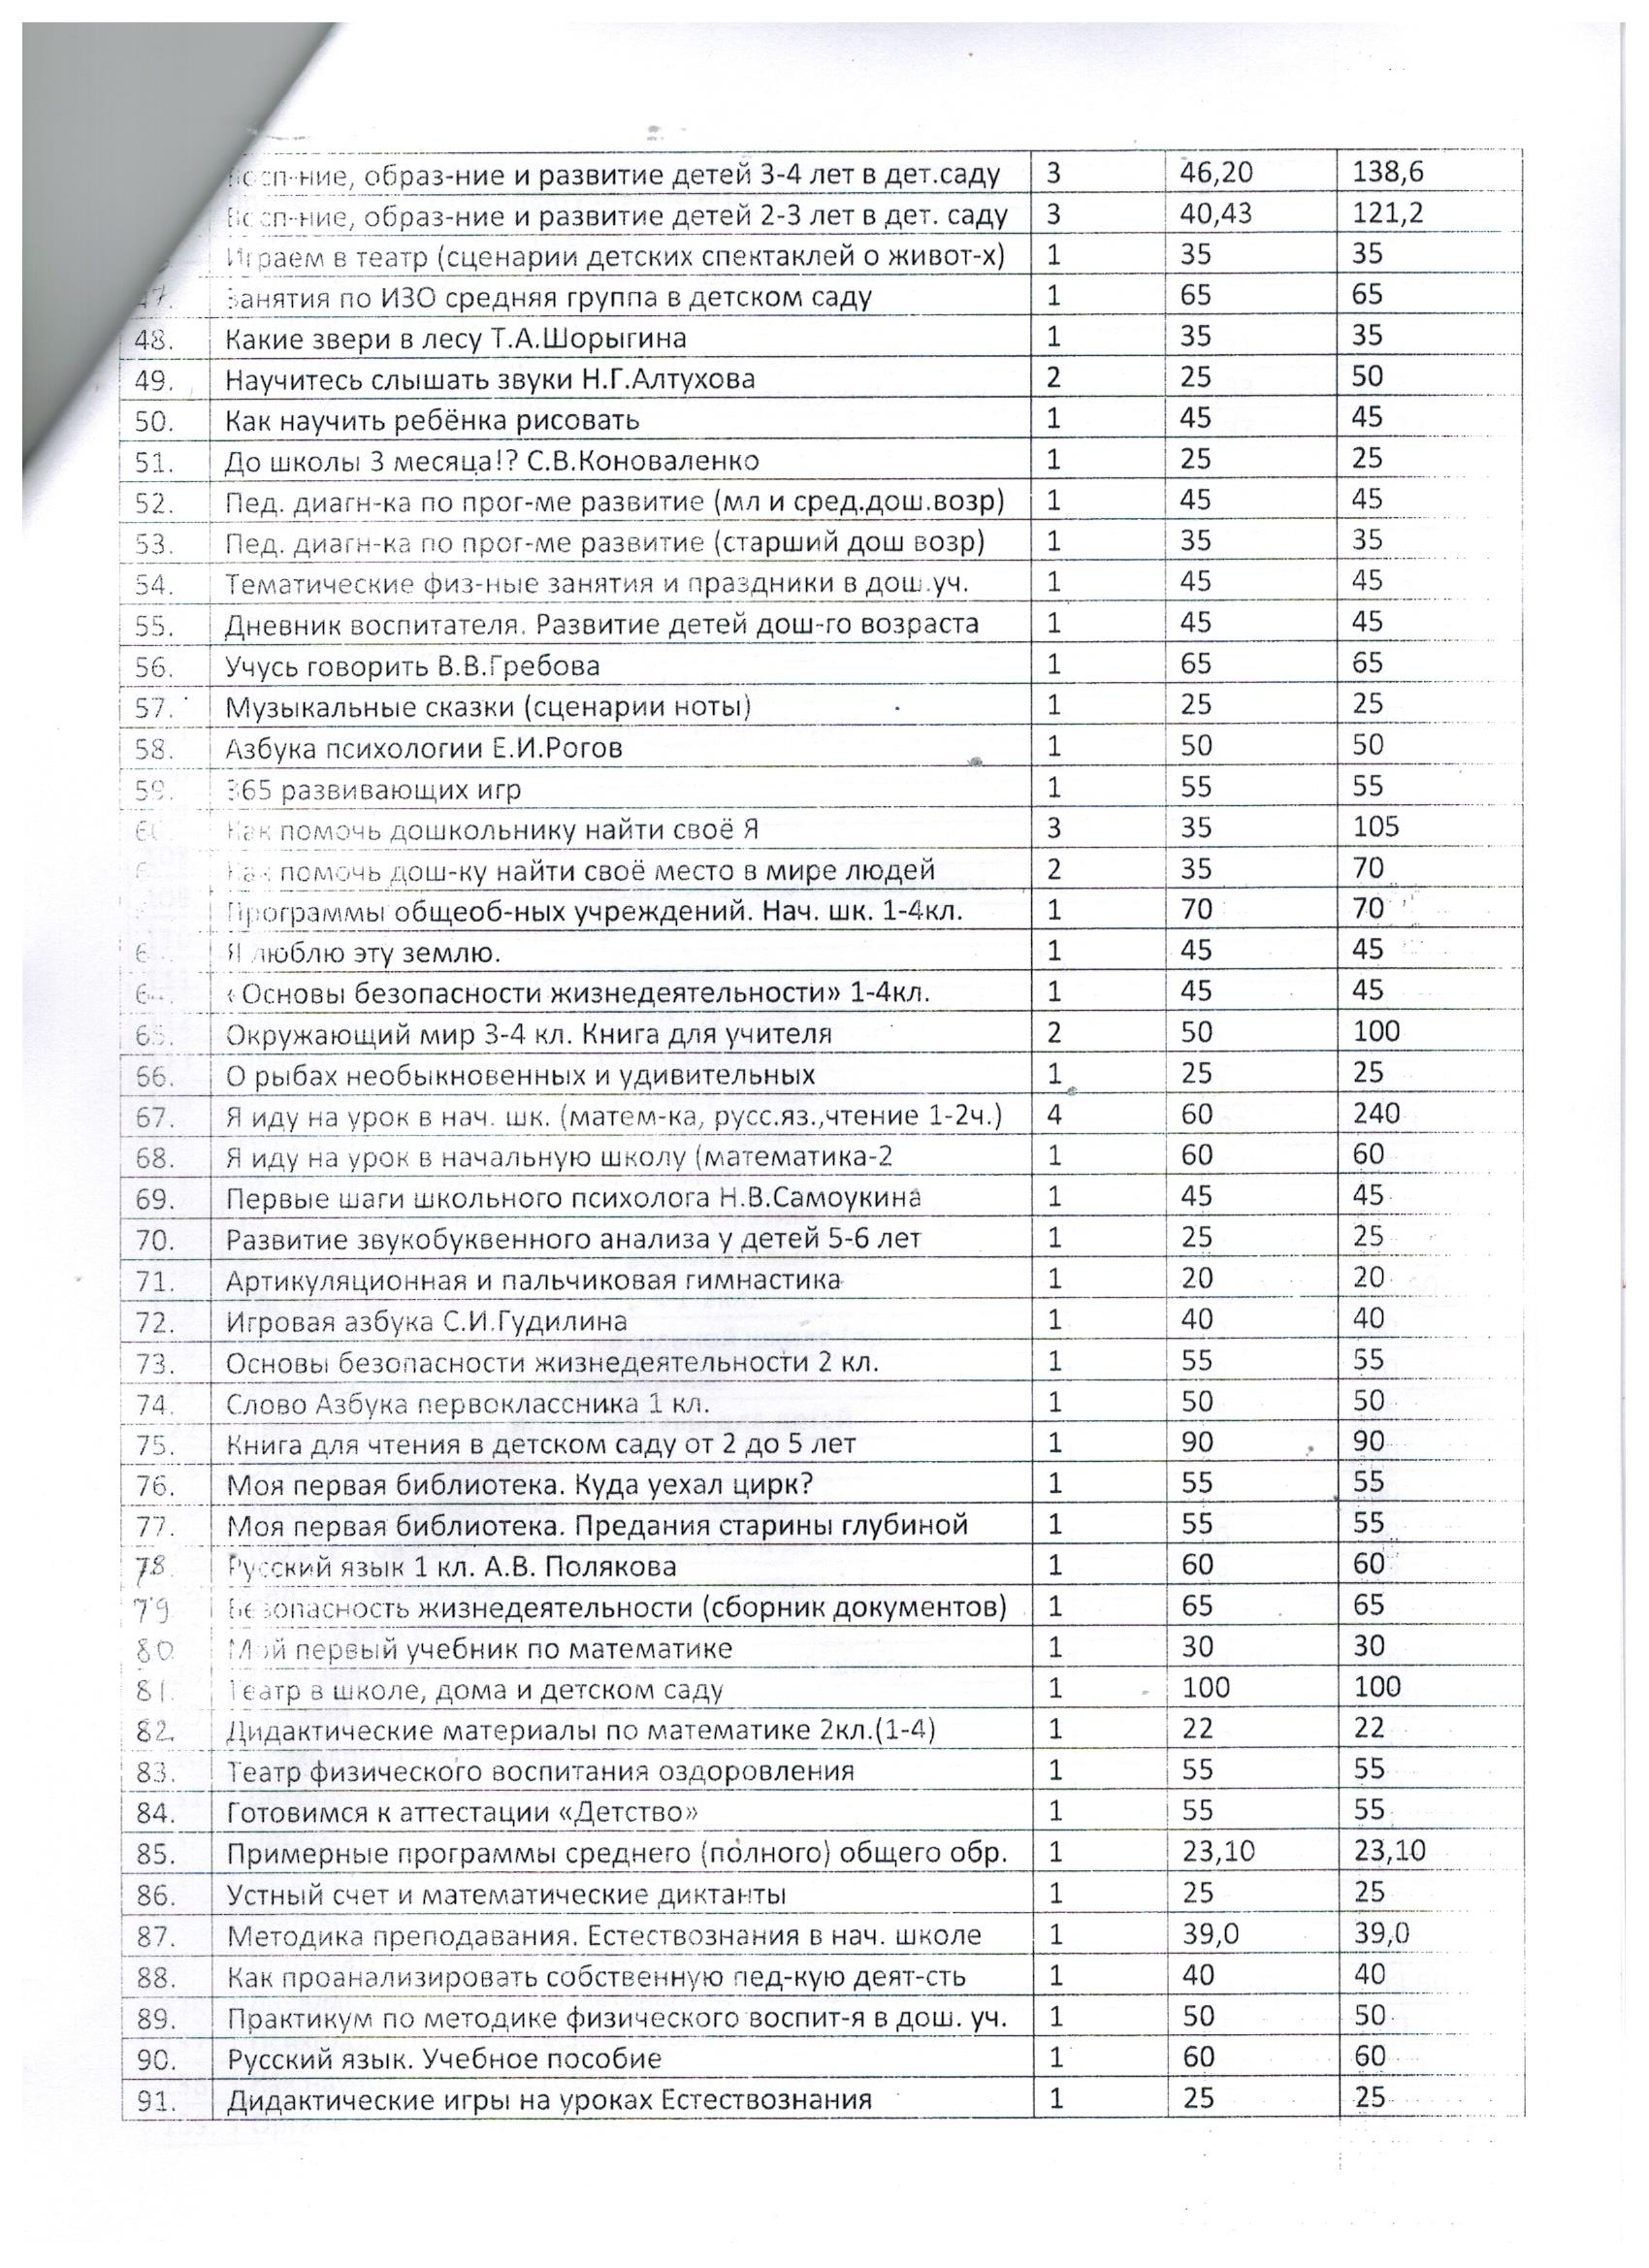 образ-ние и развитие детей 3-4 лет в дет.саду 3 46,20 138,6
образ-ние и развитие детей 2-3 лет в дет. саду 3 40,43 121,2
Играем в театр (сценарии детских спектаклей о живот-х) 1 35 35
47. Занятия по ИЗО средняя группа в детском саду 1 65 65
48. Какие звери в лесу Т.А.Шорыгина 1 35 35
49. Научитесь слышать звуки Н.Г.Алтухова 2 25 50
50. Как научить ребёнка рисовать 1 45 45
51. До школы 3 месяца!? С.В.Коноваленко 1 25 25
52. Пед. диагн-ка по прог-ме развитие (мл и сред.дош.возр) 1 45 45
53. Пед. диагн-ка по прог-ме развитие (старший дош возр) 1 35 35
54. Тематические физ-ные занятия и праздники в дош.уч. 1 45 45
55. Дневник воспитателя. Развитие детей дош-го возраста 1 45 45
56. Учусь говорить В.В.Гребова 1 65 65
57. Музыкальные сказки (сценарии ноты) 1 25 25
58. Азбука психологии Е.И.Рогов 1 50 50
59. 365 развивающих игр 1 55 55
Как помочь дошкольнику найти своё Я 3 35 105
Как помочь дош-ку найти своё место в мире людей 2 35 70
Программы общеоб-ных учреждений. Нач. шк. 1-4кл. 1 70 70
Я люблю эту землю. 1 45 45
«Основы безопасности жизнедеятельности» 1-4кл. 1 45 45
65. Окружающий мир 3-4 кл. Книга для учителя 2 50 100
66. О рыбах необыкновенных и удивительных 1 25 25
67. Я иду на урок в нач. шк. (матем-ка, русс.яз.,чтение 1-2ч.) 4 60 240
68. Я иду на урок в начальную школу (математика-2 1 60 60
69. Первые шаги школьного психолога Н.В.Самоукина 1 45 45
70. Развитие звукобуквенного анализа у детей 5-6 лет 1 25 25
71. Артикуляционная и пальчиковая гимнастика 1 20 20
72. Игровая азбука С.И.Гудилина 1 40 40
73. Основы безопасности жизнедеятельности 2 кл. 1 55 55
74. Слово Азбука первоклассника 1 кл. 1 50 50
75. Книга для чтения в детском саду от 2 до 5 лет 1 90 90
76. Моя первая библиотека. Куда уехал цирк? 1 55 55
77. Моя первая библиотека. Предания старины глубиной 1 55 55
78 Русский язык 1 кл. А.В. Полякова 1 60 60
79 Безопасность жизнедеятельности (сборник документов) 1 65 65
80 Мой первый учебник по математике 1 30 30
81. Театр в школе, дома и детском саду 1 100 100
82. Дидактические материалы по математике 2кл.(1-4) 1 22 22
83. Театр физического воспитания оздоровления 1 55 55
84. Готовимся к аттестации «Детство» 1 55 55
85. Примерные программы среднего (полного) общего обр. 1 23,10 23,10
86. Устный счет и математические диктанты 1 25 25
87. Методика преподавания. Естествознания в нач. школе 1 39,0 39,0
88. Как проанализировать собственную пед-кую деят-сть 1 40 40
89. Практикум по методике физического воспит-я в дош. уч. 1 50 50
90. Русский язык. Учебное пособие 1 60 60
91. Дидактические игры на уроках Естествознания 1 25 25